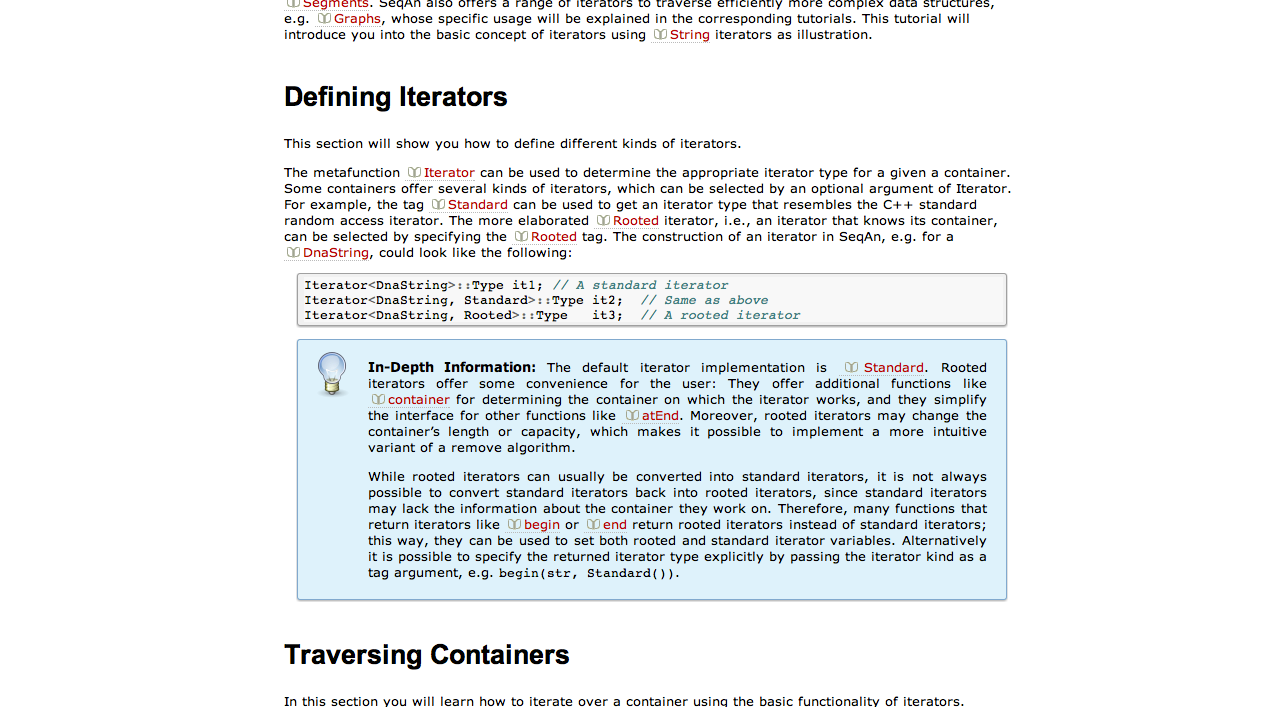 Segments. SeqAn also offers a range of iterators to traverse efficiently more complex data structures,
e.g. Graphs, whose specific usage will be explained in the corresponding tutorials. This tutorial will
introduce you into the basic concept of iterators using String iterators as illustration.
Defining Iterators
This section will show you how to define different kinds of iterators.
The metafunction Iterator can be used to determine the appropriate iterator type for a given a container.
Some containers offer several kinds of iterators, which can be selected by an optional argument of Iterator.
For example, the tag Standard can be used to get an iterator type that resembles the C++ standard
random access iterator. The more elaborated Rooted iterator, i.e., an iterator that knows its container,
can be selected by specifying the Rooted tag. The construction of an iterator in SeqAn, e.g. for a
DnaString, could look like the following:
Iterator<DnaString>::Type it1; // A standard iterator
Iterator<DnaString, Standard>::Type it2;  // Same as above
Iterator<DnaString, Rooted>::Type   it3;  // A rooted iterator
In-Depth Information: The default iterator implementation is Standard. Rooted
iterators offer some convenience for the user: They offer additional functions like
container for determining the container on which the iterator works, and they simplify
the interface for other functions like atEnd. Moreover, rooted iterators may change the
container’s length or capacity, which makes it possible to implement a more intuitive
variant of a remove algorithm.
While rooted iterators can usually be converted into standard iterators, it is not always
possible to convert standard iterators back into rooted iterators, since standard iterators
may lack the information about the container they work on. Therefore, many functions that
return iterators like begin or end return rooted iterators instead of standard iterators;
this way, they can be used to set both rooted and standard iterator variables. Alternatively
it is possible to specify the returned iterator type explicitly by passing the iterator kind as a
tag argument, e.g. begin(str, Standard()).
Traversing Containers
In this section you will learn how to iterate over a container using the basic functionality of iterators.